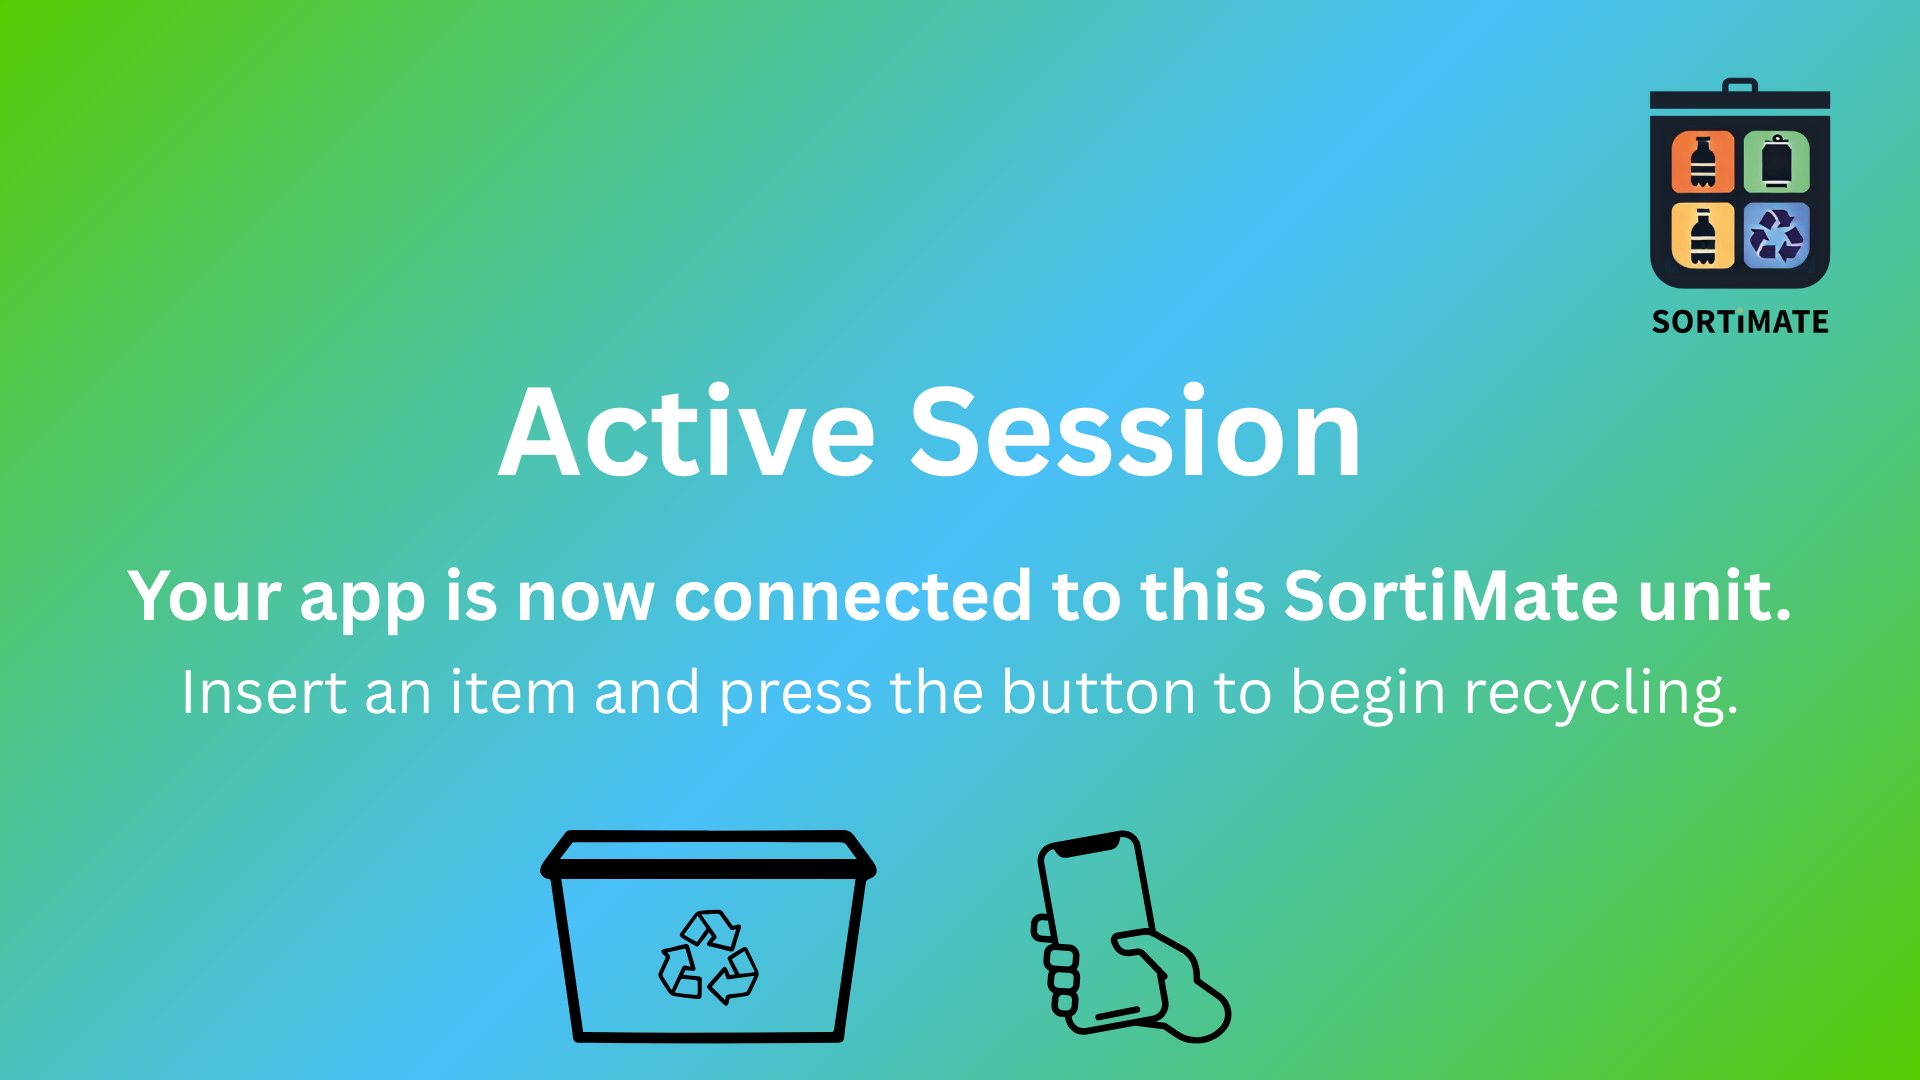 SORTiMATE
Active Session
Your app is now connected to this SortiMate unit.
Insert an item and press the button to begin recycling.